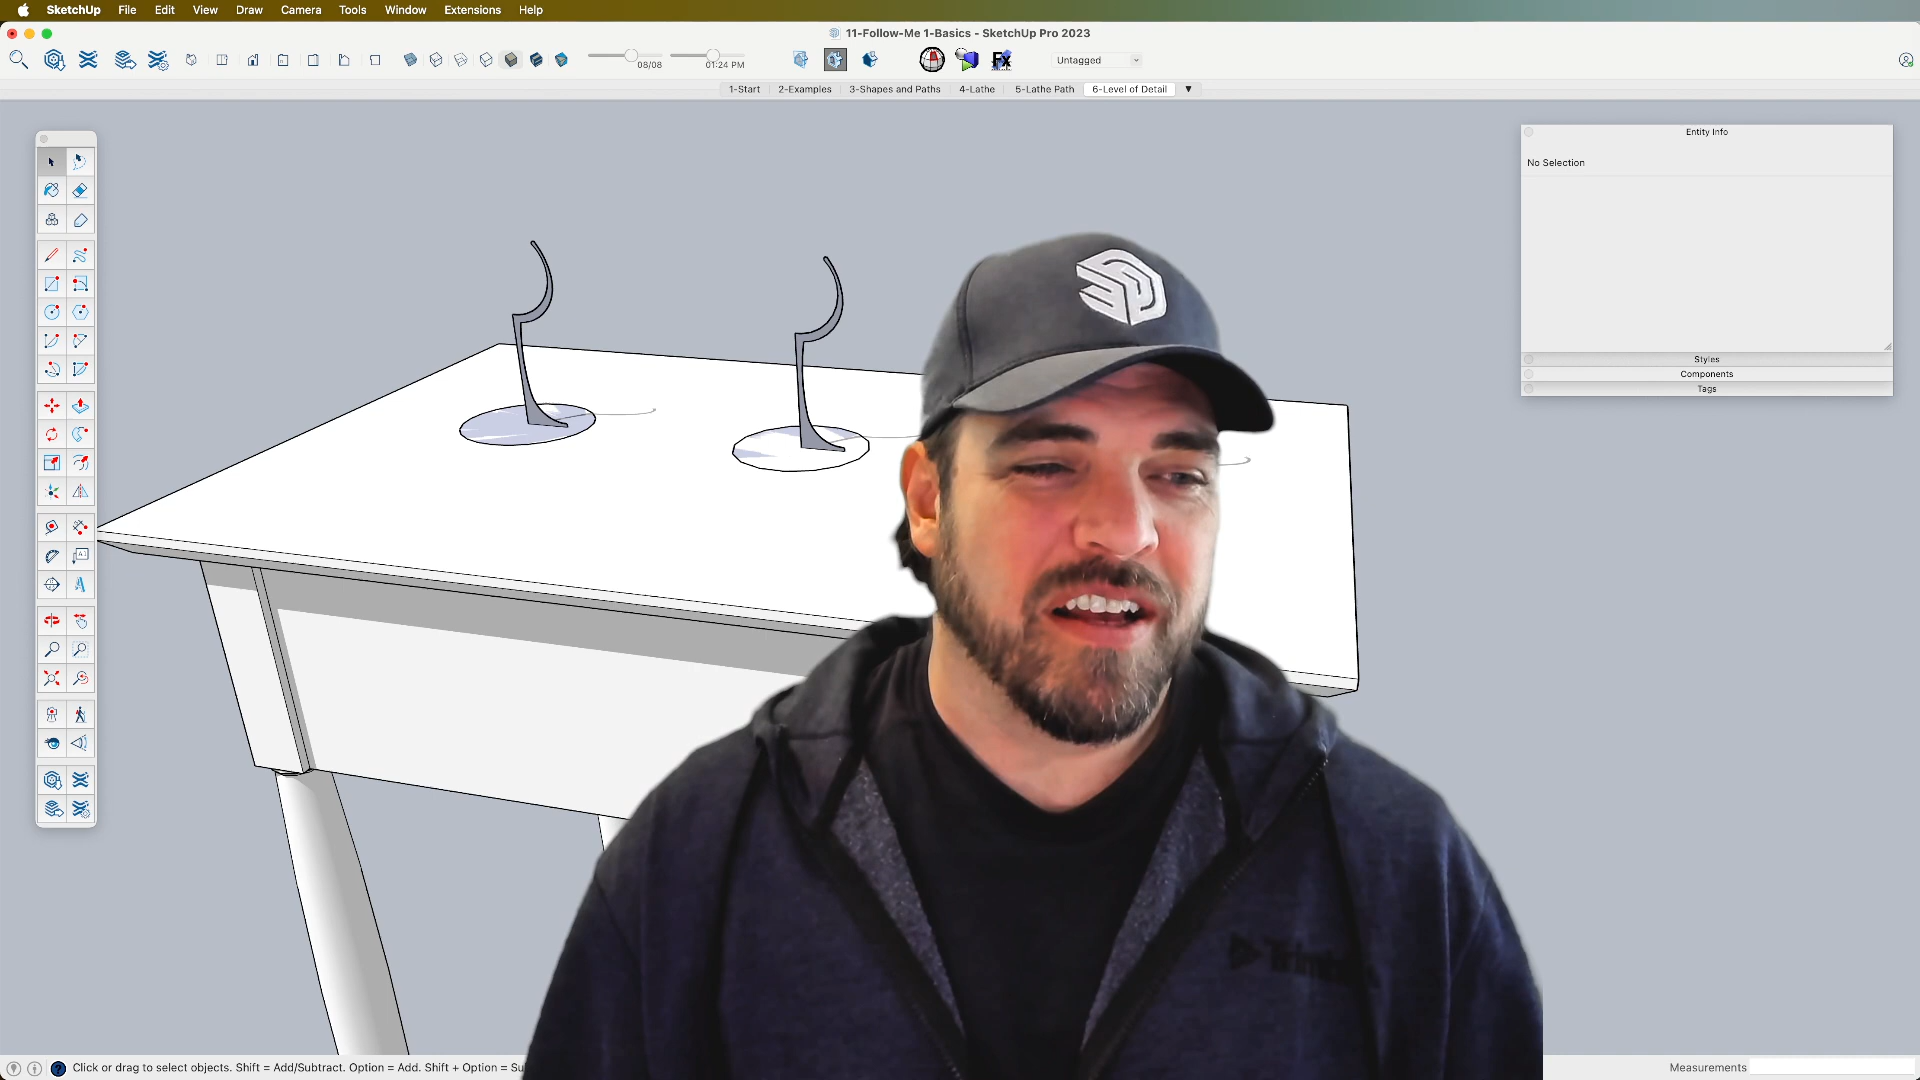 SketchUp File Edit View Draw Camera Tools Window Extensions Help
11-Follow-Me 1-Basics - SketchUp Pro 2023
08/08 01:24 PM Untagged
1-Start 2-Examples 3-Shapes and Paths 4-Lathe 5-Lathe Path 6-Level of Detail
Entity Info
No Selection
Styles
Components
Tags
Click or drag to select objects. Shift = Add/Subtract. Option = Add. Shift + Option =
Measurements